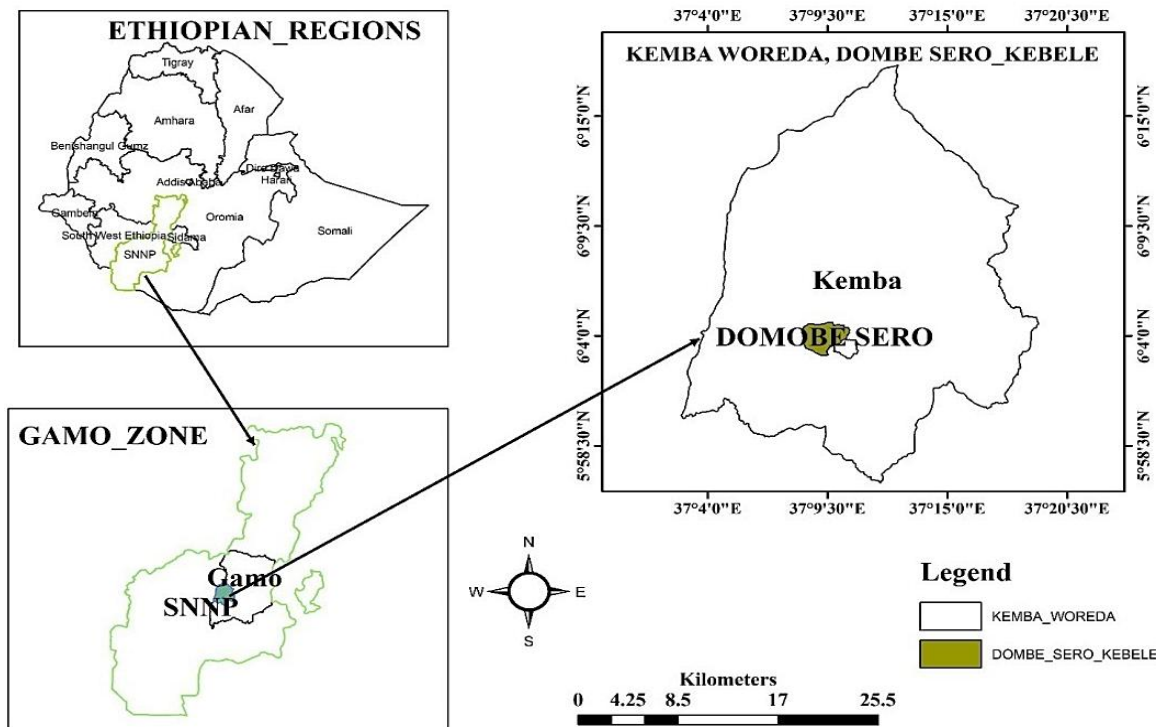 ETHIOPIAN_REGIONS
Tigray
Afar
Amhara
Benishangul Gumz
Dire Dawa
Harari
Addis Ababa
Gambela
Oromia
South West Ethiopia
Sidama
Somali
SNNP
37°4'0"E 37°9'30"E 37°15'0"E 37°20'30"E
KEMBA WOREDA, DOMBE SERO_KEBELE
6°15'0"N 6°15'0"N
6°9'30"N 6°9'30"N
Kemba
DOMOBE SERO
6°4'0"N 6°4'0"N
5°58'30"N 5°58'30"N
37°4'0"E 37°9'30"E 37°15'0"E 37°20'30"E
GAMO_ZONE
Gamo
SNNP
N
W E
S
Legend
KEMBA_WOREDA
DOMBE_SERO_KEBELE
Kilometers
0 4.25 8.5 17 25.5